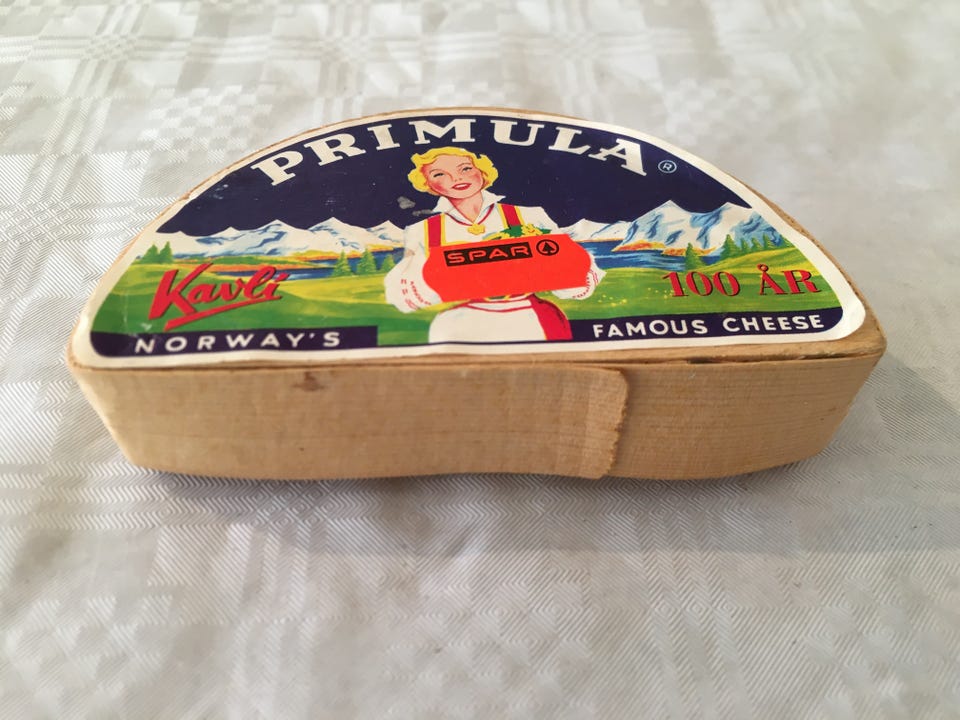 PRIMULA ®
SPAR
Kavli
100 ÅR
NORWAY'S
FAMOUS CHEESE